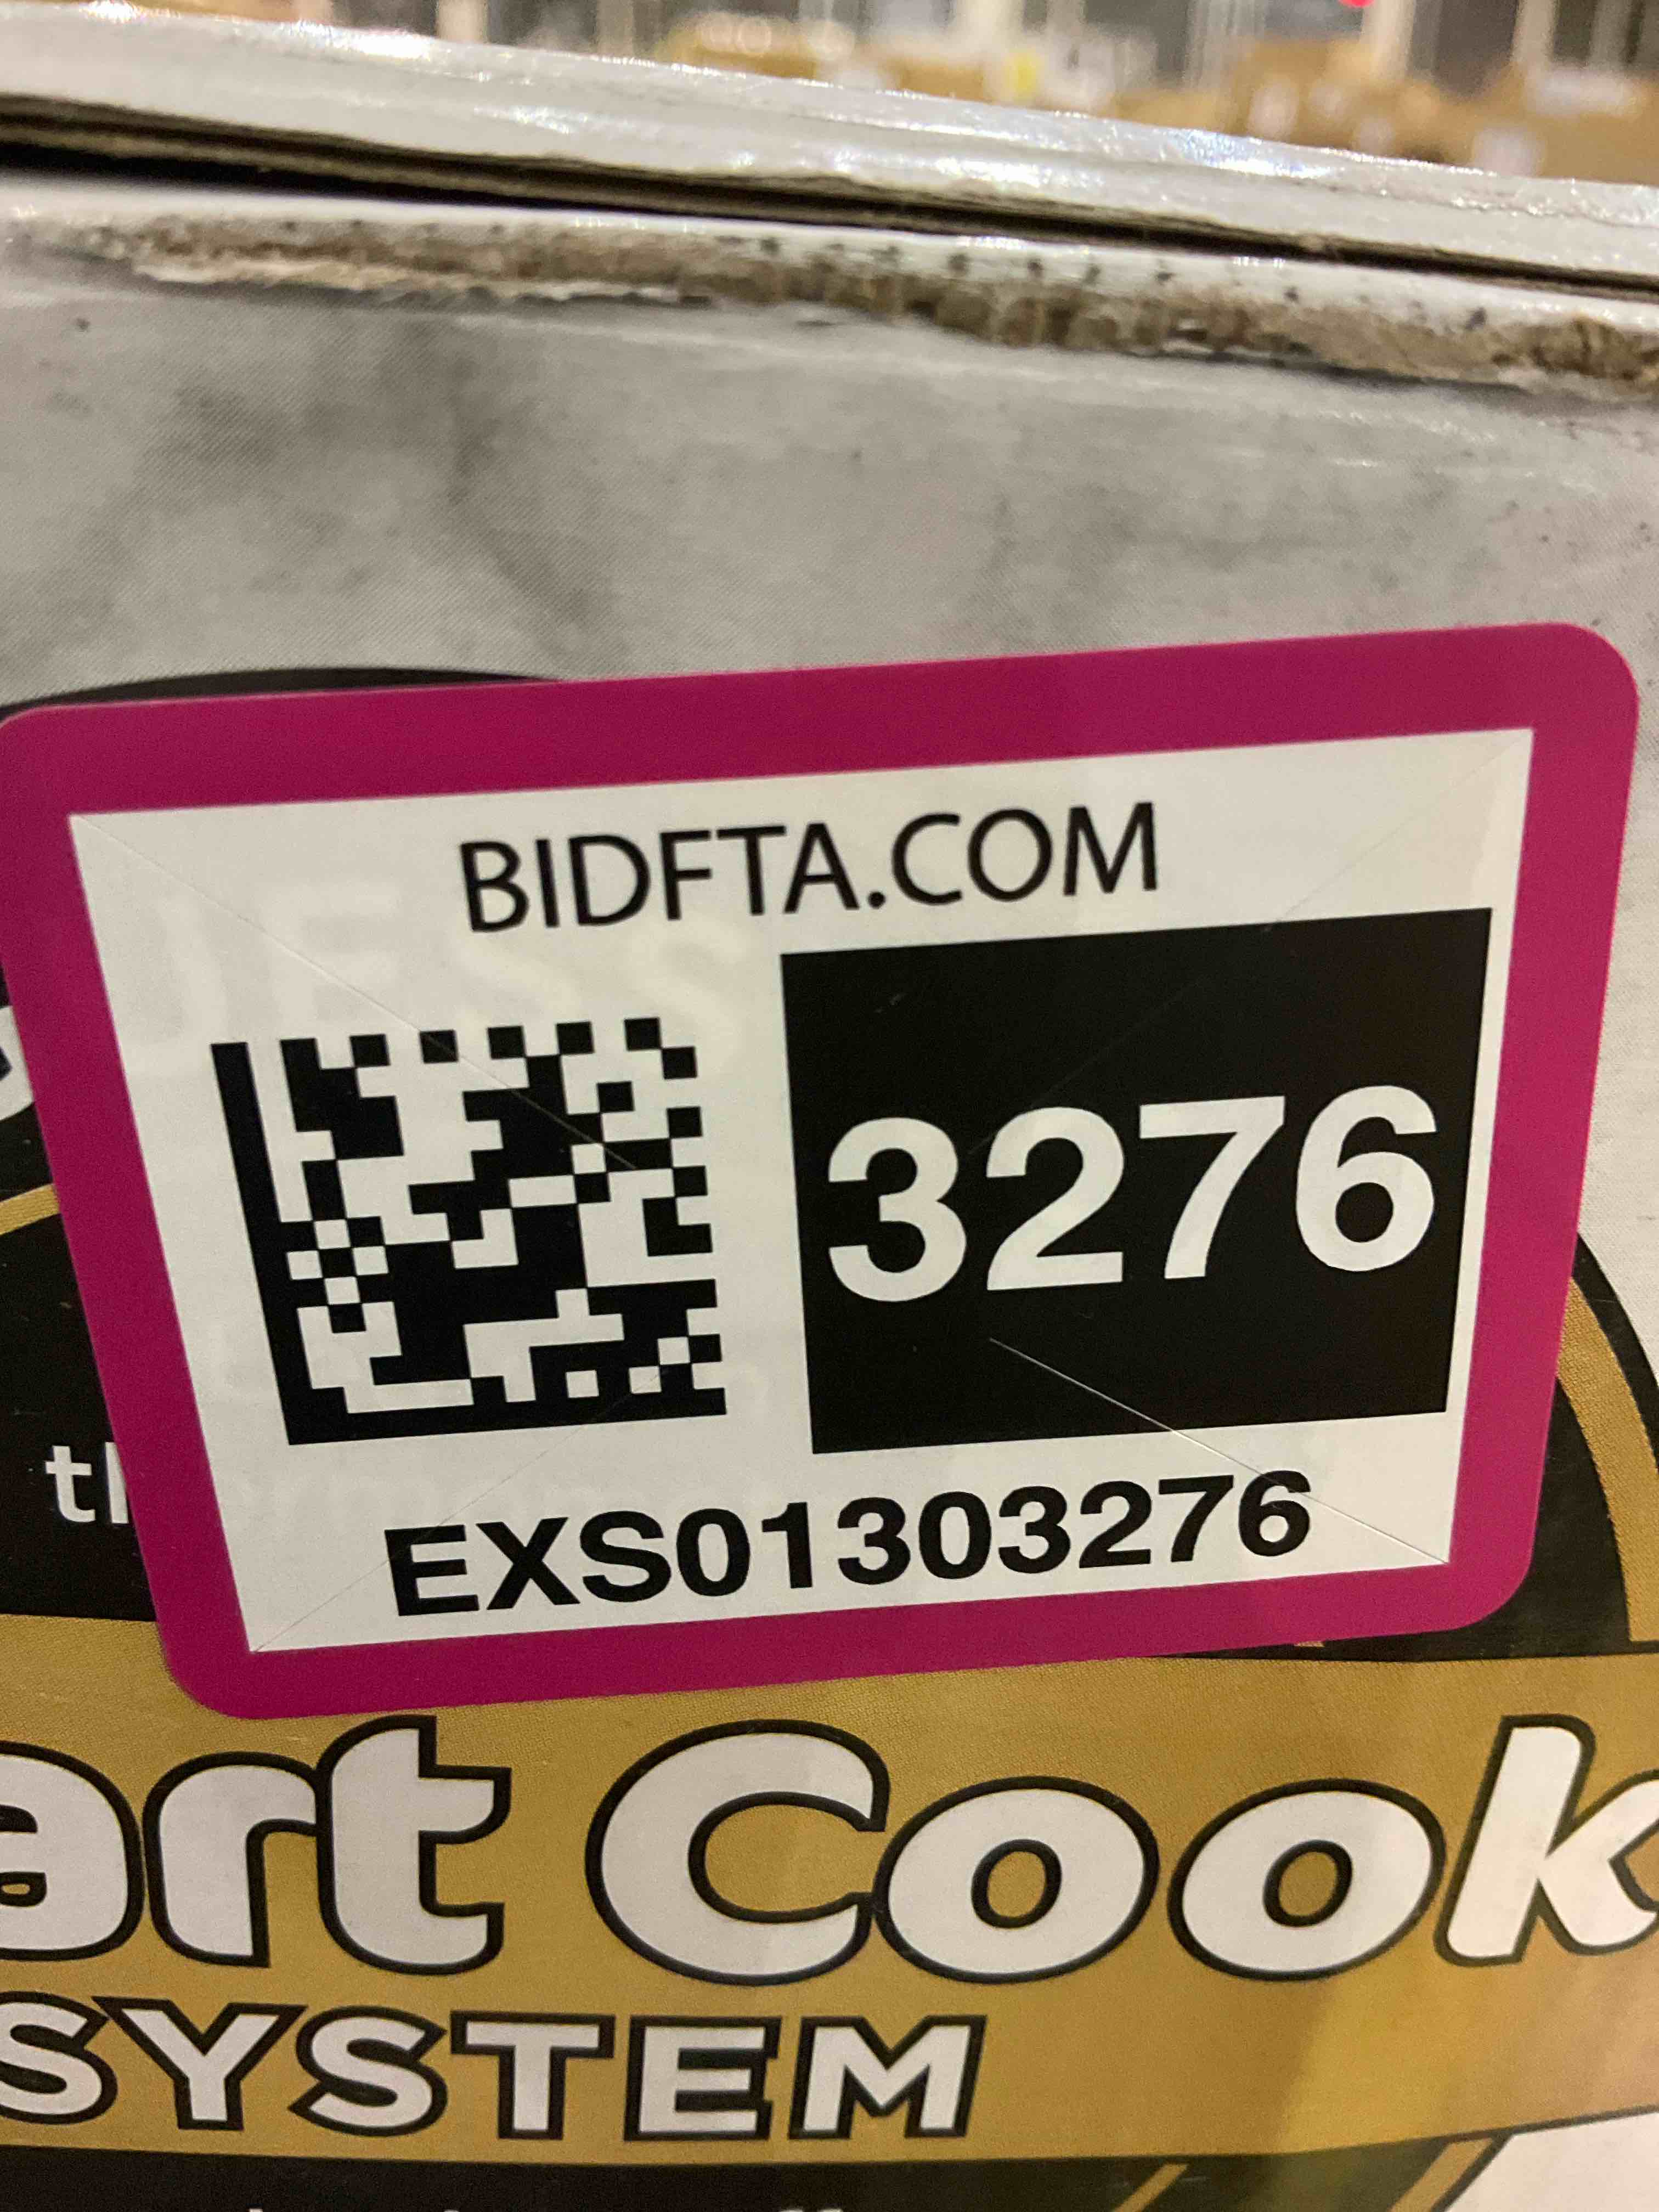 BIDFTA.COM
3276
EXS01303276
art Cook
SYSTEM